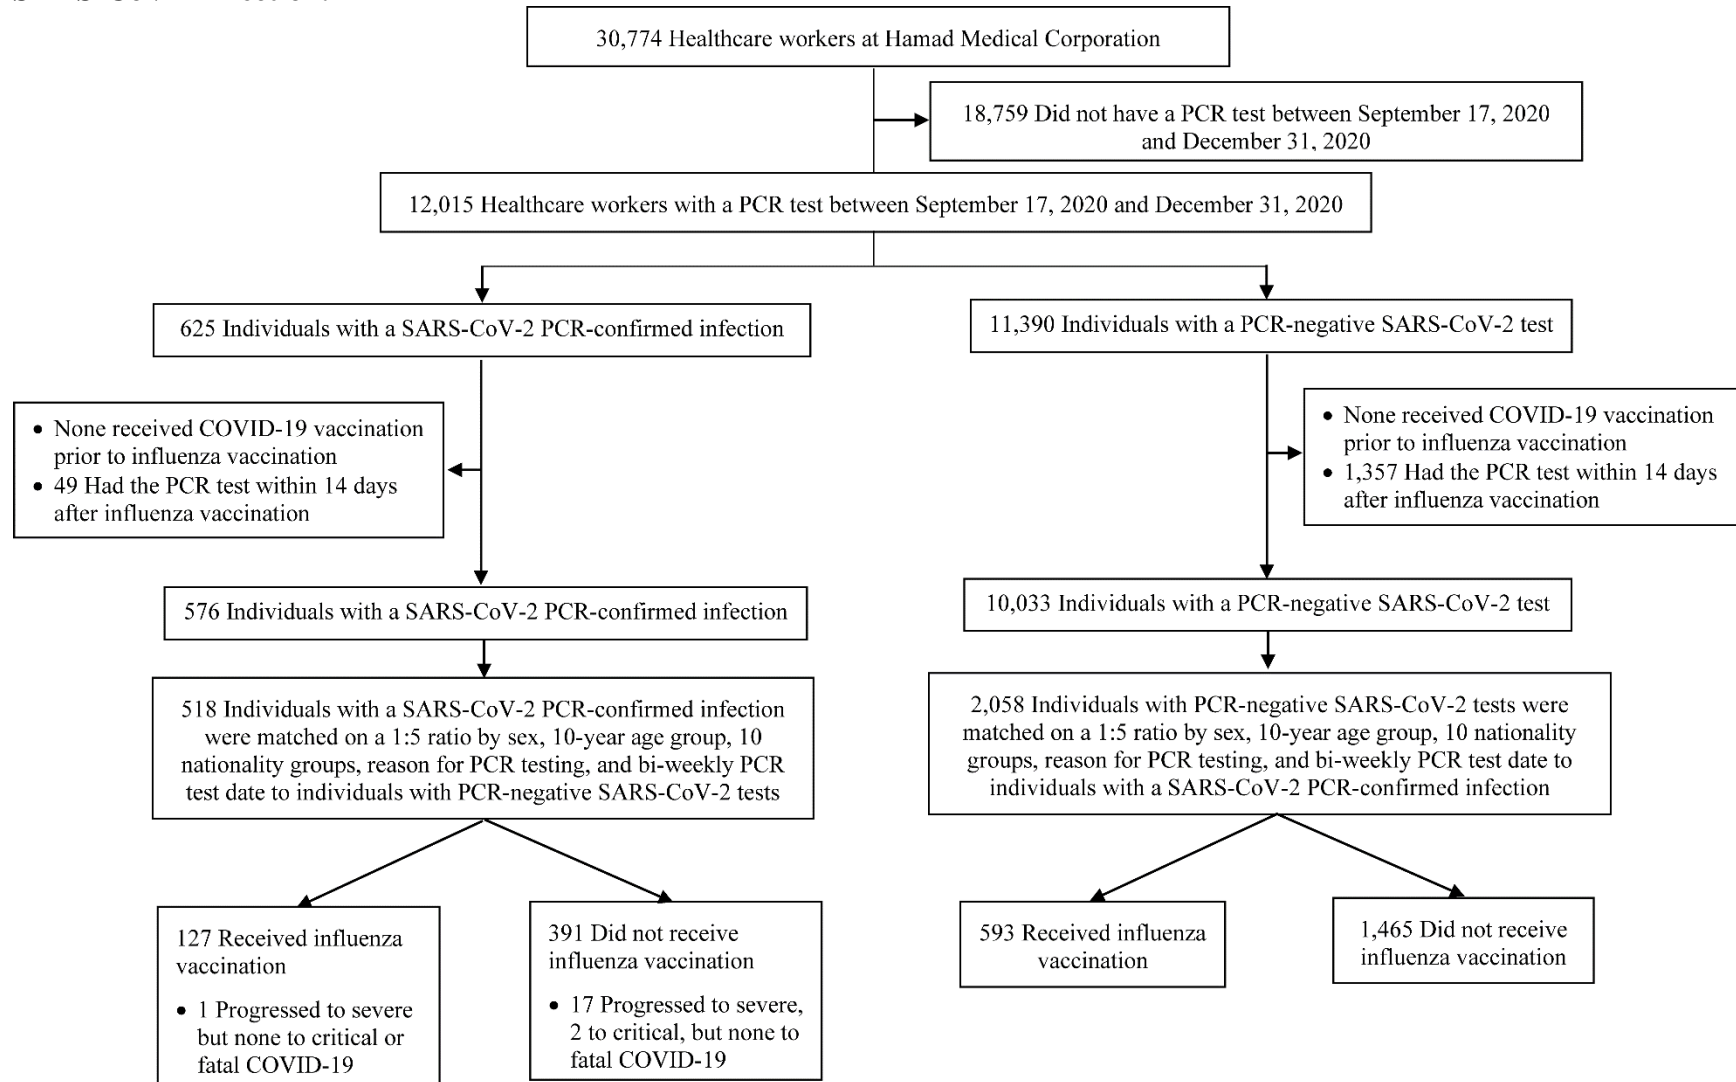 30,774 Healthcare workers at Hamad Medical Corporation
18,759 Did not have a PCR test between September 17, 2020
and December 31, 2020
12,015 Healthcare workers with a PCR test between September 17, 2020 and December 31, 2020
625 Individuals with a SARS-CoV-2 PCR-confirmed infection
11,390 Individuals with a PCR-negative SARS-CoV-2 test
• None received COVID-19 vaccination
prior to influenza vaccination
• 49 Had the PCR test within 14 days
after influenza vaccination
• None received COVID-19 vaccination
prior to influenza vaccination
• 1,357 Had the PCR test within 14 days
after influenza vaccination
576 Individuals with a SARS-CoV-2 PCR-confirmed infection
10,033 Individuals with a PCR-negative SARS-CoV-2 test
518 Individuals with a SARS-CoV-2 PCR-confirmed infection
were matched on a 1:5 ratio by sex, 10-year age group, 10
nationality groups, reason for PCR testing, and bi-weekly PCR
test date to individuals with PCR-negative SARS-CoV-2 tests
2,058 Individuals with PCR-negative SARS-CoV-2 tests were
matched on a 1:5 ratio by sex, 10-year age group, 10 nationality
groups, reason for PCR testing, and bi-weekly PCR test date to
individuals with a SARS-CoV-2 PCR-confirmed infection
127 Received influenza
vaccination
• 1 Progressed to severe
but none to critical or
fatal COVID-19
391 Did not receive
influenza vaccination
• 17 Progressed to severe,
2 to critical, but none to
fatal COVID-19
593 Received influenza
vaccination
1,465 Did not receive
influenza vaccination